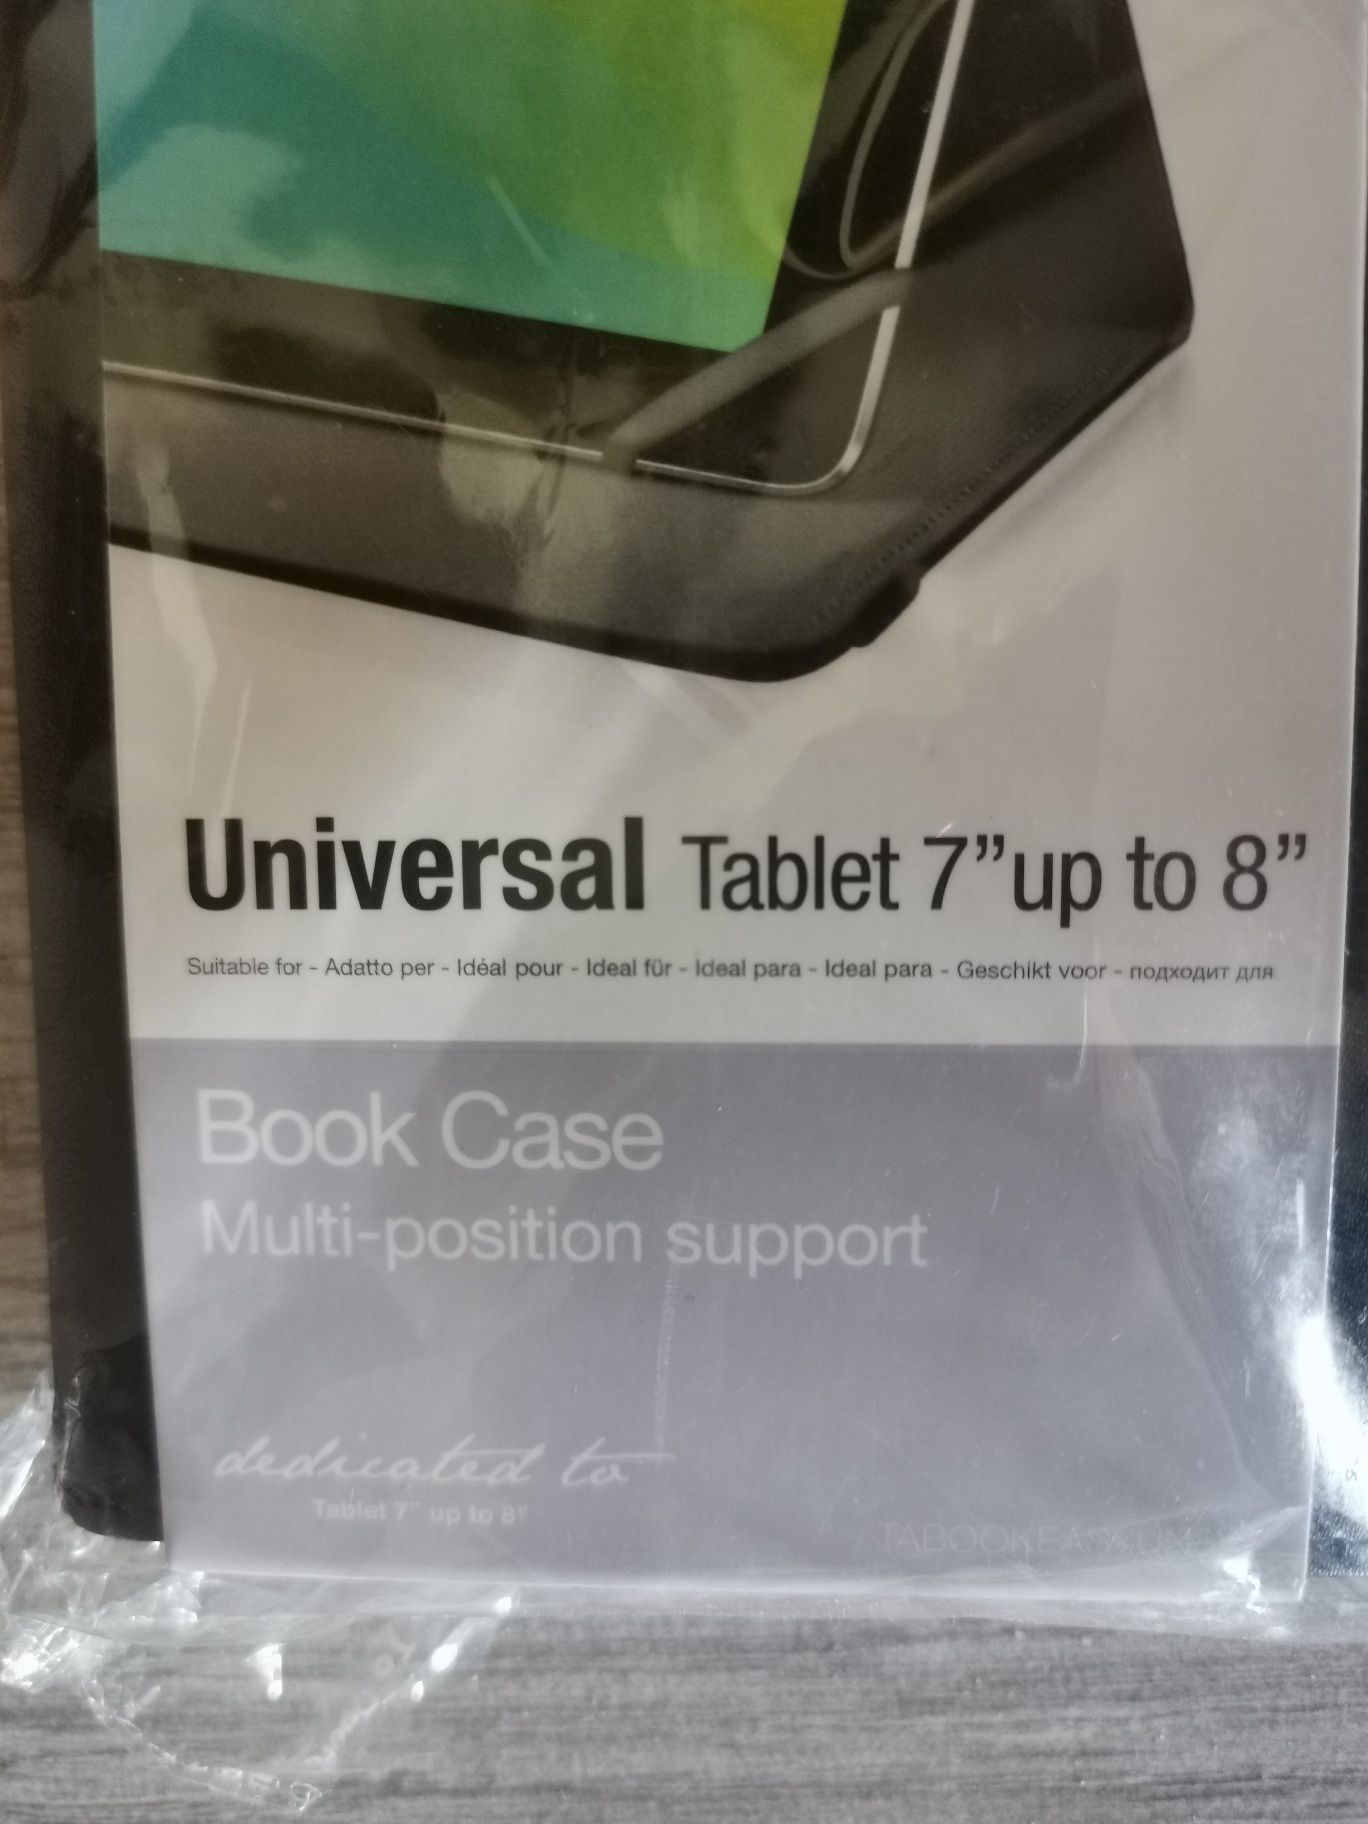 Universal Tablet 7” up to 8”
Suitable for - Adatto per - Idéal pour - Ideal für - Ideal para - Ideal para - Geschikt voor - подходит для
Book Case
Multi-position support
dedicated to
Tablet 7” up to 8”